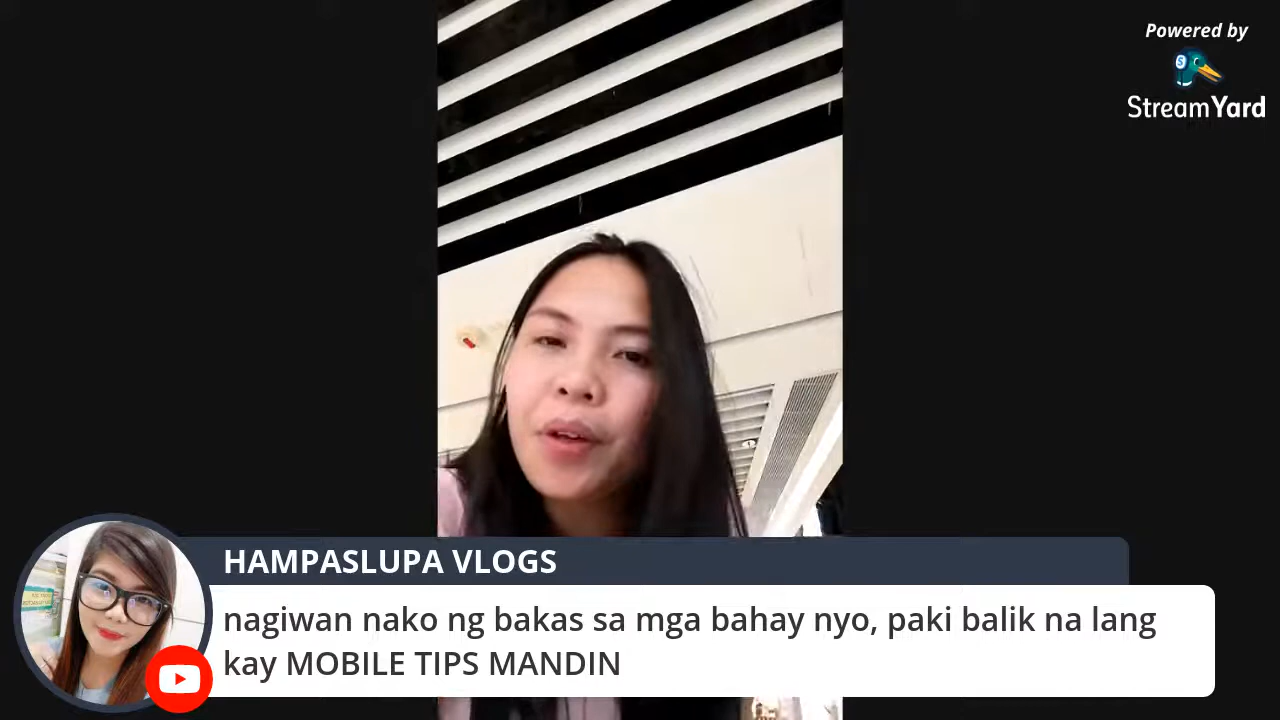 Powered by
StreamYard
HAMPASLUPA VLOGS
nagiwan nako ng bakas sa mga bahay nyo, paki balik na lang
kay MOBILE TIPS MANDIN